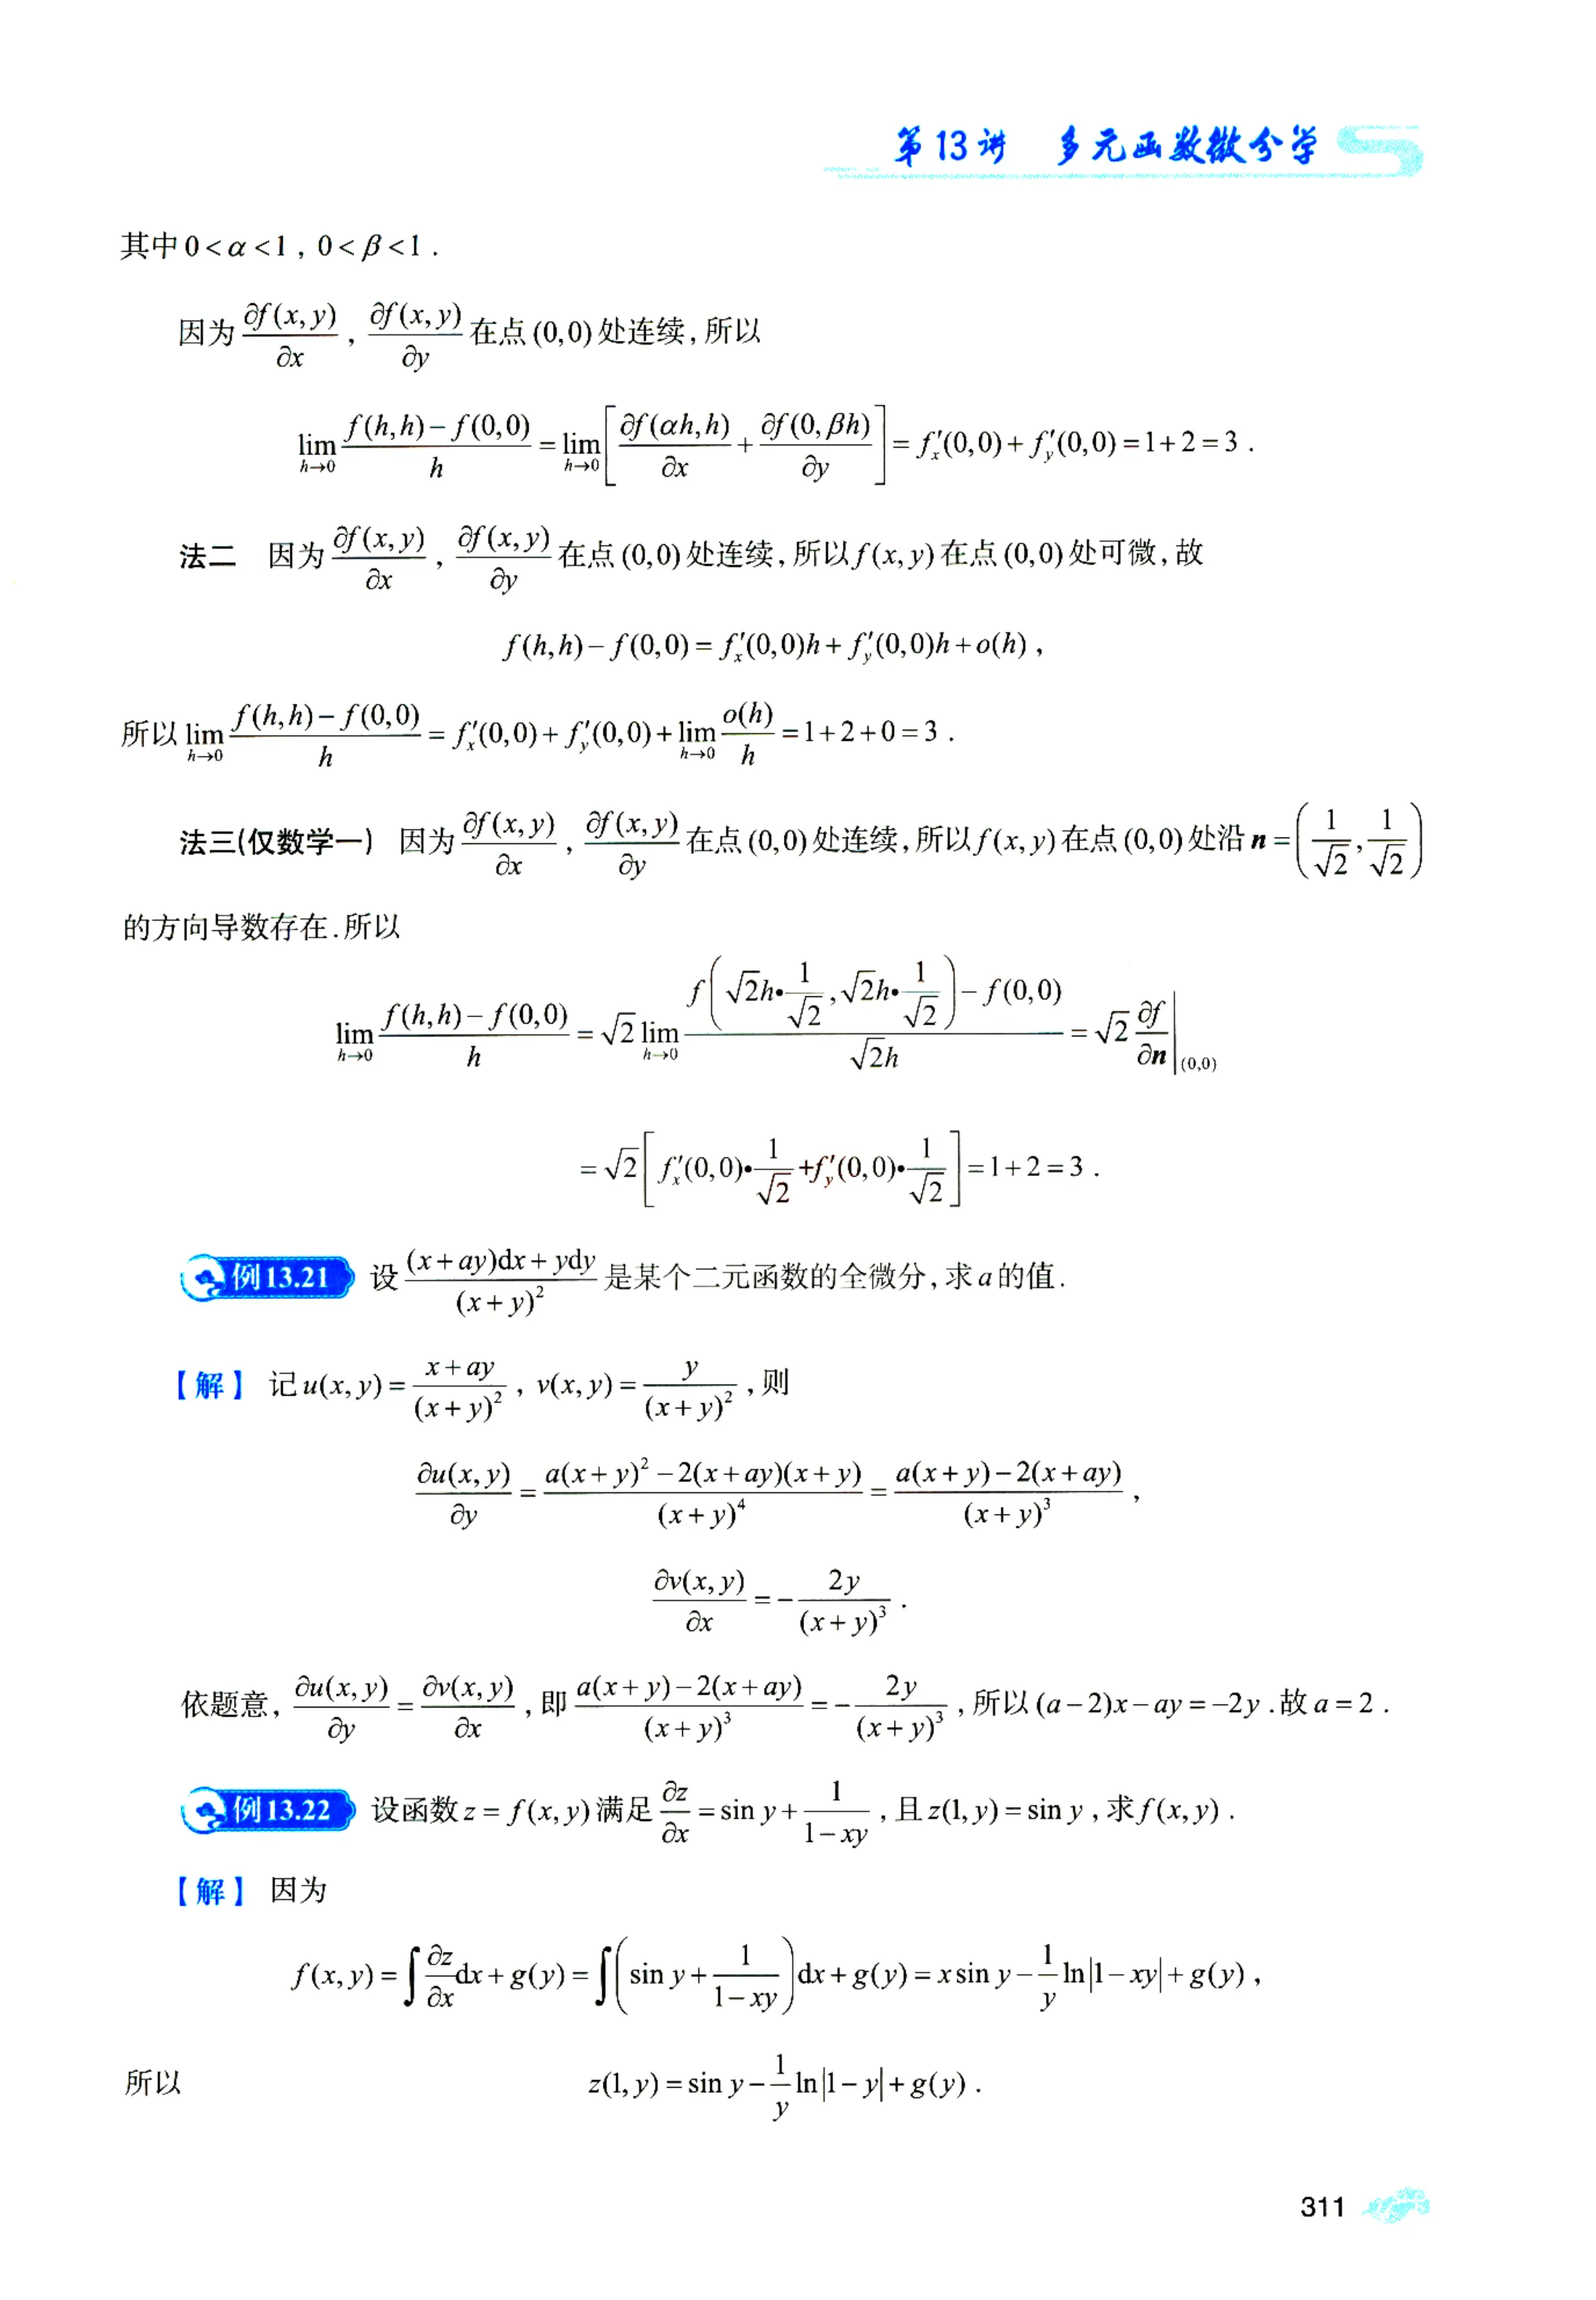 第13讲 多元函数微分学
其中 $0<\alpha<1$ , $0<\beta<1$ .
因为 $\frac{\partial f(x,y)}{\partial x}$ , $\frac{\partial f(x,y)}{\partial y}$ 在点 (0,0) 处连续,所以
$\lim_{h\to 0}\frac{f(h,h)-f(0,0)}{h}=\lim_{h\to 0}\left[\frac{\partial f(\alpha h,h)}{\partial x}+\frac{\partial f(0,\beta h)}{\partial y}\right]=f'_x(0,0)+f'_y(0,0)=1+2=3$ .
法二 因为 $\frac{\partial f(x,y)}{\partial x}$ , $\frac{\partial f(x,y)}{\partial y}$ 在点 (0,0) 处连续,所以 $f(x,y)$ 在点 (0,0) 处可微,故
$f(h,h)-f(0,0)=f'_x(0,0)h+f'_y(0,0)h+o(h)$ ,
所以 $\lim_{h\to 0}\frac{f(h,h)-f(0,0)}{h}=f'_x(0,0)+f'_y(0,0)+\lim_{h\to 0}\frac{o(h)}{h}=1+2+0=3$ .
法三(仅数学一) 因为 $\frac{\partial f(x,y)}{\partial x}$ , $\frac{\partial f(x,y)}{\partial y}$ 在点 (0,0) 处连续,所以 $f(x,y)$ 在点 (0,0) 处沿 $\boldsymbol{n}=\left(\frac{1}{\sqrt{2}},\frac{1}{\sqrt{2}}\right)$
的方向导数存在.所以
$\lim_{h\to 0}\frac{f(h,h)-f(0,0)}{h}=\sqrt{2}\lim_{h\to 0}\frac{f\left(\sqrt{2}h\cdot\frac{1}{\sqrt{2}},\sqrt{2}h\cdot\frac{1}{\sqrt{2}}\right)-f(0,0)}{\sqrt{2}h}=\sqrt{2}\left.\frac{\partial f}{\partial \boldsymbol{n}}\right|_{(0,0)}$
$=\sqrt{2}\left[f'_x(0,0)\cdot\frac{1}{\sqrt{2}}+f'_y(0,0)\cdot\frac{1}{\sqrt{2}}\right]=1+2=3$ .
例13.21 设 $\frac{(x+ay)\mathrm{d}x+y\mathrm{d}y}{(x+y)^2}$ 是某个二元函数的全微分,求 $a$ 的值.
【解】 记 $u(x,y)=\frac{x+ay}{(x+y)^2}$ , $v(x,y)=\frac{y}{(x+y)^2}$ ,则
$\frac{\partial u(x,y)}{\partial y}=\frac{a(x+y)^2-2(x+ay)(x+y)}{(x+y)^4}=\frac{a(x+y)-2(x+ay)}{(x+y)^3}$ ,
$\frac{\partial v(x,y)}{\partial x}=-\frac{2y}{(x+y)^3}$ .
依题意, $\frac{\partial u(x,y)}{\partial y}=\frac{\partial v(x,y)}{\partial x}$ ,即 $\frac{a(x+y)-2(x+ay)}{(x+y)^3}=-\frac{2y}{(x+y)^3}$ ,所以 $(a-2)x-ay=-2y$ .故 $a=2$ .
例13.22 设函数 $z=f(x,y)$ 满足 $\frac{\partial z}{\partial x}=\sin y+\frac{1}{1-xy}$ ,且 $z(1,y)=\sin y$ ,求 $f(x,y)$ .
【解】 因为
$f(x,y)=\int\frac{\partial z}{\partial x}\mathrm{d}x+g(y)=\int\left(\sin y+\frac{1}{1-xy}\right)\mathrm{d}x+g(y)=x\sin y-\frac{1}{y}\ln|1-xy|+g(y)$ ,
所以 $z(1,y)=\sin y-\frac{1}{y}\ln|1-y|+g(y)$ .
311